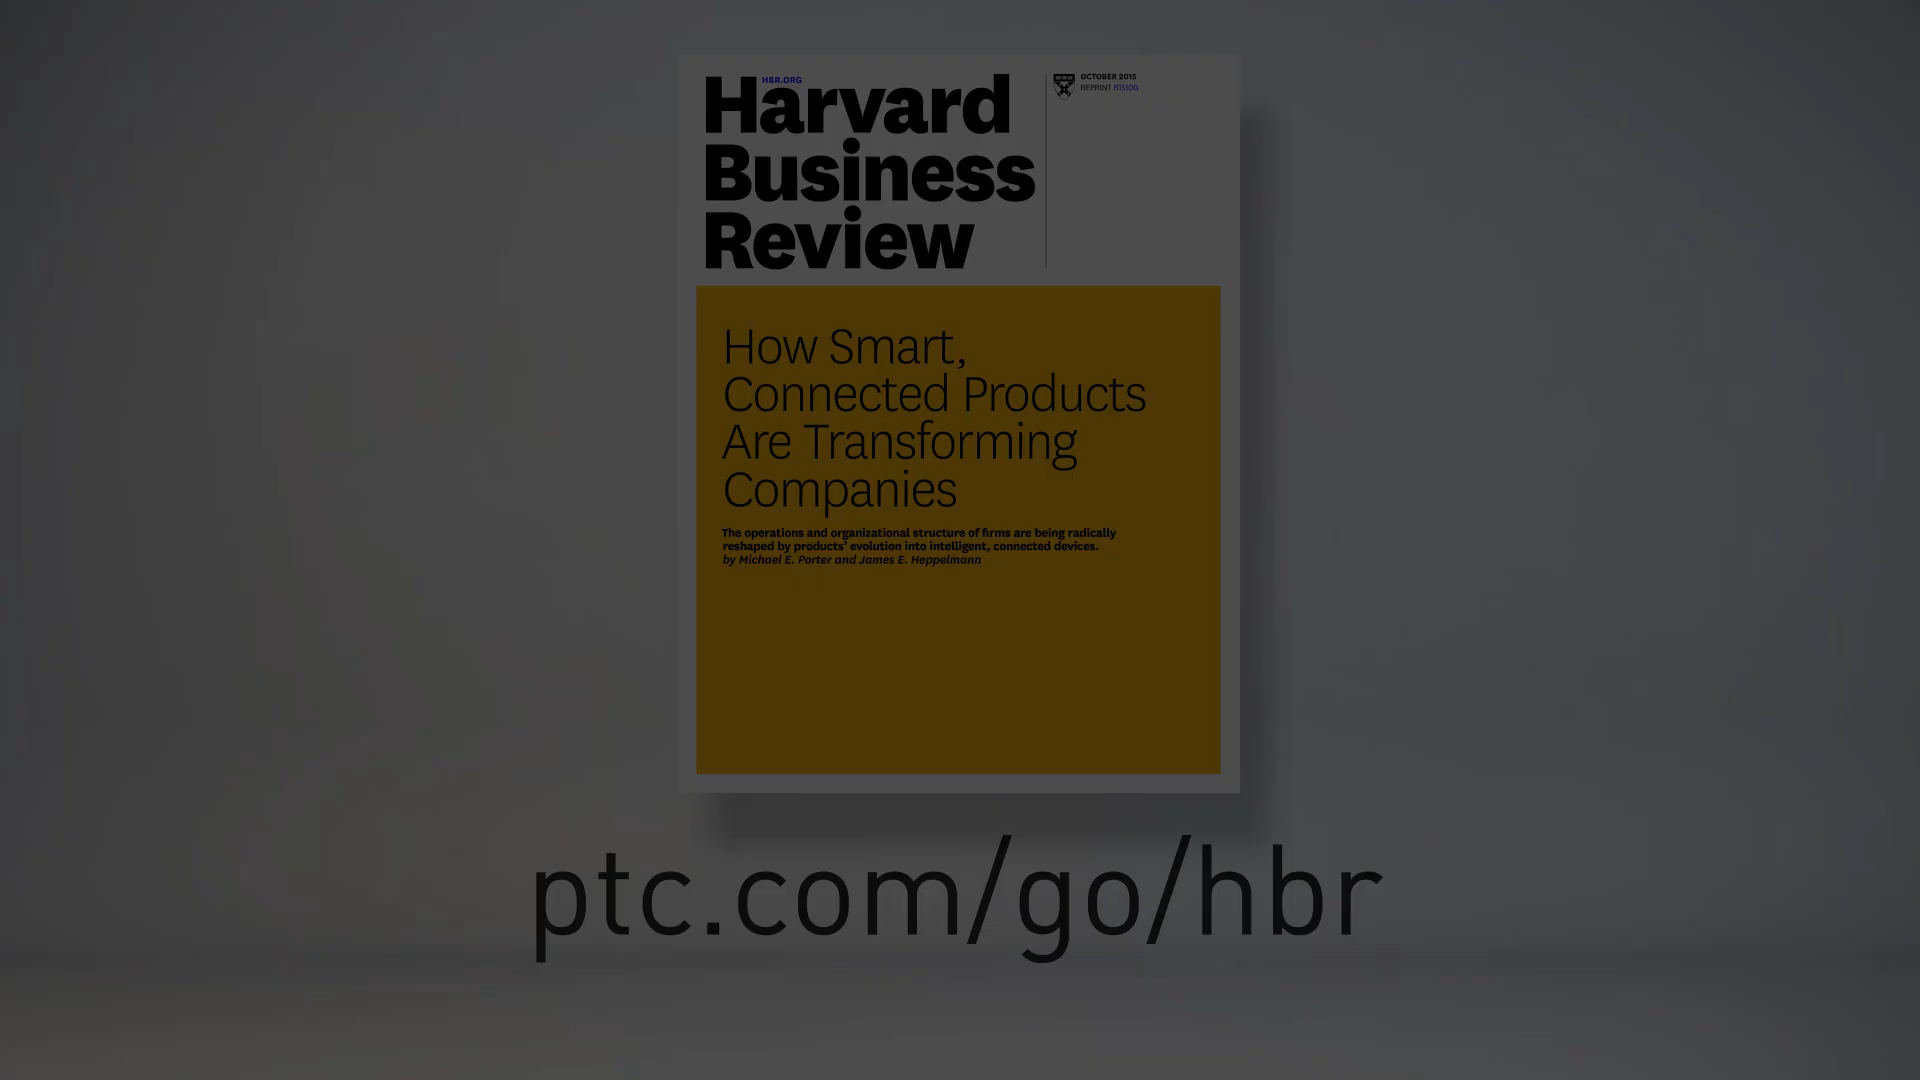 HBR.ORG
Harvard
Business
Review
OCTOBER 2015
REPRINT R1510G
How Smart,
Connected Products
Are Transforming
Companies
The operations and organizational structure of firms are being radically
reshaped by products’ evolution into intelligent, connected devices.
by Michael E. Porter and James E. Heppelmann
ptc.com/go/hbr